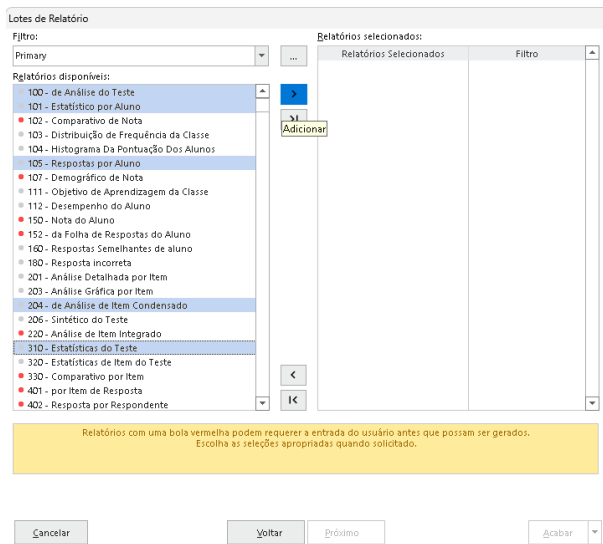 Lotes de Relatório
Filtro:
Primary
...
Relatórios disponíveis:
100 - de Análise do Teste
101 - Estatístico por Aluno
102 - Comparativo de Nota
103 - Distribuição de Frequência da Classe
104 - Histograma Da Pontuação Dos Alunos
105 - Respostas por Aluno
107 - Demográfico de Nota
111 - Objetivo de Aprendizagem da Classe
112 - Desempenho do Aluno
150 - Nota do Aluno
152 - da Folha de Respostas do Aluno
160 - Respostas Semelhantes de aluno
180 - Resposta incorreta
201 - Análise Detalhada por Item
203 - Análise Gráfica por Item
204 - de Análise de Item Condensado
206 - Sintético do Teste
220 - Análise de Item Integrado
310 - Estatísticas do Teste
320 - Estatísticas de Item do Teste
330 - Comparativo por Item
401 - por Item de Resposta
402 - Resposta por Respondente
Adicionar
Relatórios selecionados:
Relatórios Selecionados Filtro
Relatórios com uma bola vermelha podem requerer a entrada do usuário antes que possam ser gerados.
Escolha as seleções apropriadas quando solicitado.
Cancelar Voltar Próximo Acabar